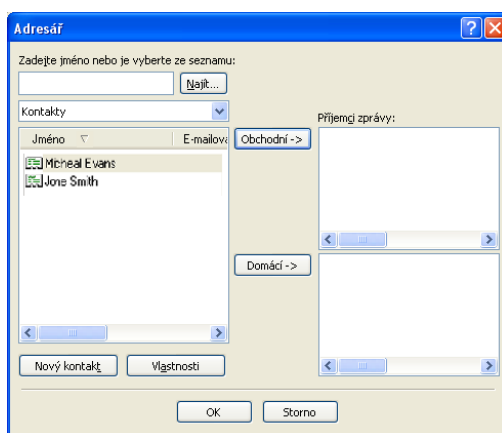 Adresář
Zadejte jméno nebo je vyberte ze seznamu:
Najít...
Kontakty
Příjemci zprávy:
Jméno E-mailová
Obchodní ->
Micheal Evans
Jone Smith
Domácí ->
Nový kontakt Vlastnosti
OK Storno